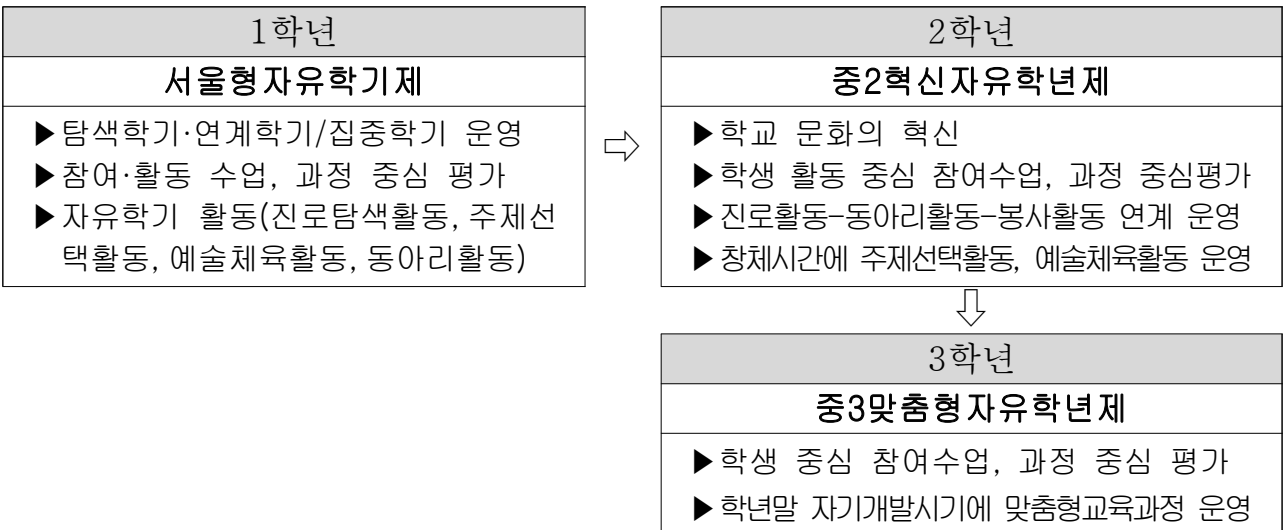 1학년
서울형자유학기제
▶탐색학기·연계학기/집중학기 운영
▶참여·활동 수업, 과정 중심 평가
▶자유학기 활동(진로탐색활동, 주제선
택활동, 예술체육활동, 동아리활동)
2학년
중2혁신자유학년제
▶학교 문화의 혁신
▶학생 활동 중심 참여수업, 과정 중심평가
▶진로활동-동아리활동-봉사활동 연계 운영
▶창체시간에 주제선택활동, 예술체육활동 운영
3학년
중3맞춤형자유학년제
▶학생 중심 참여수업, 과정 중심 평가
▶학년말 자기개발시기에 맞춤형교육과정 운영